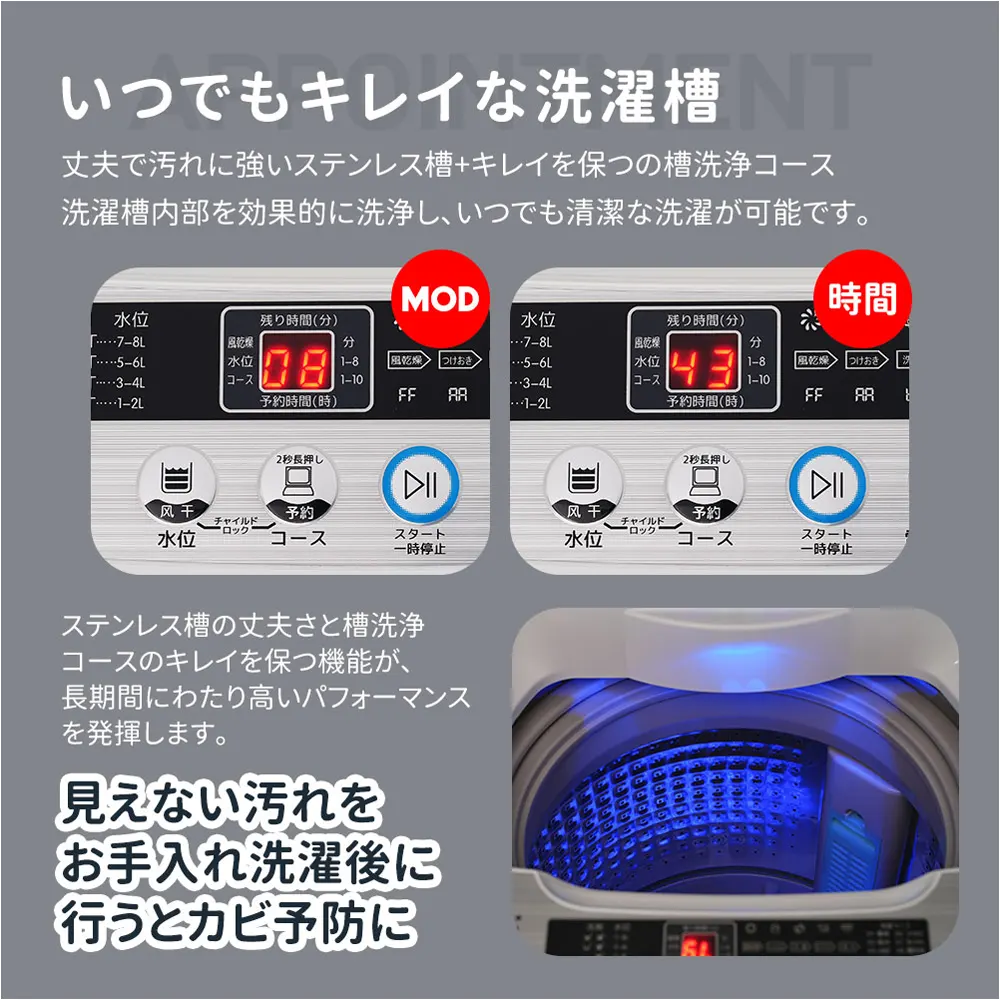 APPOINTMENT
いつでもキレイな洗濯槽
丈夫で汚れに強いステンレス槽+キレイを保つの槽洗浄コース
洗濯槽内部を効果的に洗浄し、いつでも清潔な洗濯が可能です。
MOD
水位
7-8L
5-6L
3-4L
1-2L
残り時間(分)
風乾燥
水位
コース
08
分
1-8
1-10
予約時間(時)
風乾燥
つけおき
FF
AA
风干
水位
チャイルド
ロック
2秒長押し
予約
コース
スタート
一時停止
時間
水位
7-8L
5-6L
3-4L
1-2L
残り時間(分)
風乾燥
水位
コース
43
分
1-8
1-10
予約時間(時)
風乾燥
つけおき
FF
AA
风干
水位
チャイルド
ロック
2秒長押し
予約
コース
スタート
一時停止
ステンレス槽の丈夫さと槽洗浄
コースのキレイを保つ機能が、
長期間にわたり高いパフォーマンス
を発揮します。
見えない汚れを
お手入れ洗濯後に
行うとカビ予防に